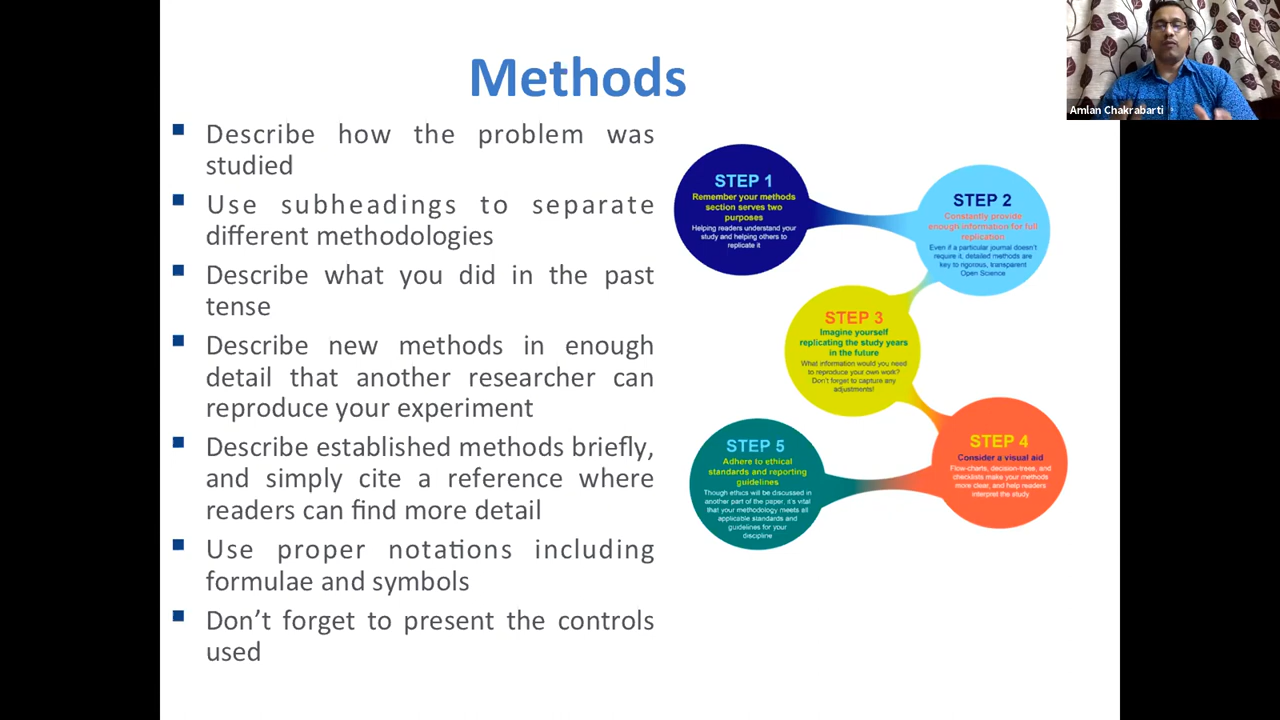 Methods
Describe how the problem was
studied
Use subheadings to separate
different methodologies
Describe what you did in the past
tense
Describe new methods in enough
detail that another researcher can
reproduce your experiment
Describe established methods briefly,
and simply cite a reference where
readers can find more detail
Use proper notations including
formulae and symbols
Don’t forget to present the controls
used
STEP 1
Remember your methods
section serves two
purposes
Helping readers understand your
study and helping others to
replicate it
STEP 2
Constantly provide
enough information for full
replication
Even if a particular journal doesn't
require it, detailed methods are
key to rigorous, transparent
Open Science
STEP 3
Imagine yourself
replicating the study years
in the future
What information would you need
to reproduce your own work?
Don't forget to capture any
adjustments!
STEP 4
Consider a visual aid
Flow-charts, decision-trees, and
checklists make your methods
more clear, and help readers
interpret the study
STEP 5
Adhere to ethical
standards and reporting
guidelines
Though ethics will be discussed in
another part of the paper, it's vital
that your methodology meets all
applicable standards and
guidelines for your
discipline
Amlan Chakrabarti